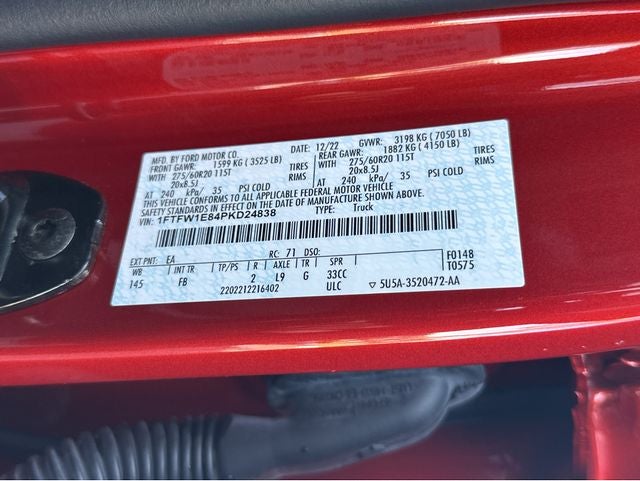 MFD. BY FORD MOTOR CO. DATE: 12/22 GVWR: 3198 KG ( 7050 LB)
FRONT GAWR: 1599 KG ( 3525 LB) REAR GAWR: 1882 KG ( 4150 LB)
WITH 275/60R20 115T TIRES WITH 275/60R20 115T TIRES
20x8.5J RIMS 20x8.5J RIMS
AT 240 kPa/ 35 PSI COLD AT 240 kPa/ 35 PSI COLD
THIS VEHICLE CONFORMS TO ALL APPLICABLE FEDERAL MOTOR VEHICLE
SAFETY STANDARDS IN EFFECT ON THE DATE OF MANUFACTURE SHOWN ABOVE.
VIN: 1FTFW1E84PKD24838 TYPE: Truck
EXT PNT: EA RC: 71 DSO: F0148
WB INT TR TP/PS R AXLE TR SPR T0575
145 FB 2 L9 G 33CC
2202212216402 ULC ▽ 5U5A-3520472-AA